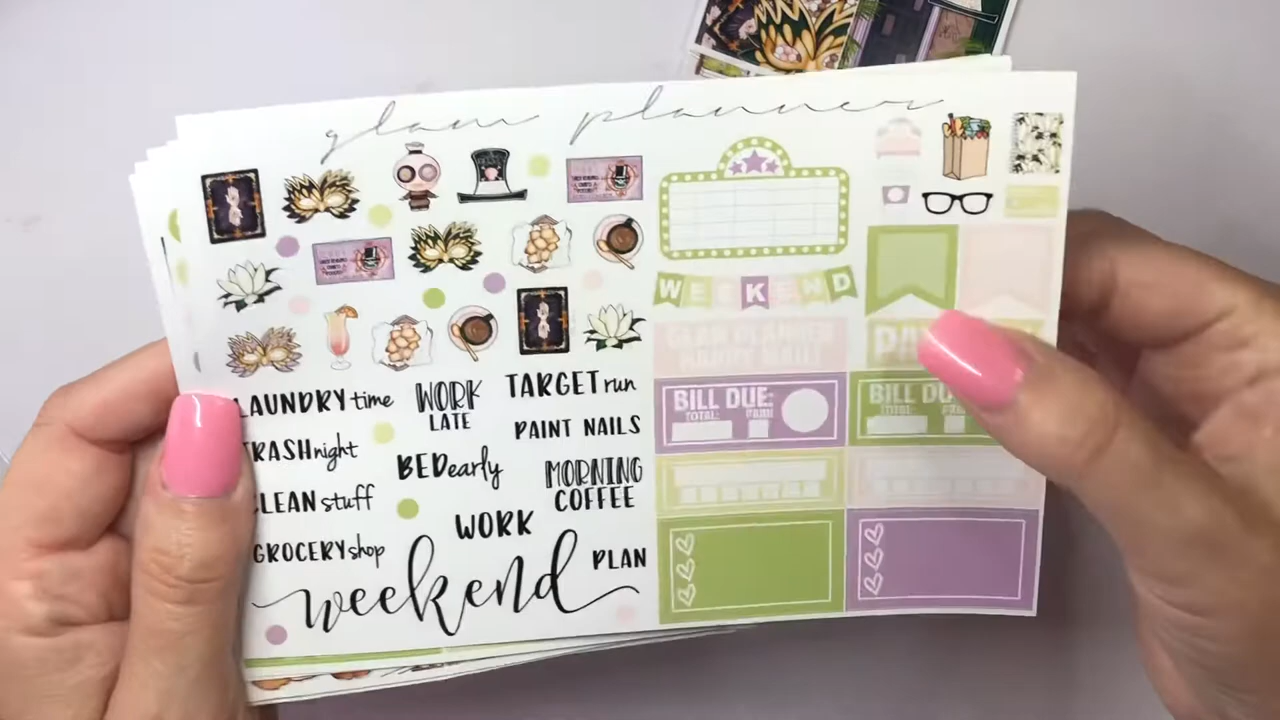 glam planner
LAUNDRY time
WORK
LATE
TARGET run
TRASH night
PAINT NAILS
BED early
MORNING
COFFEE
CLEAN stuff
WORK
GROCERY shop
PLAN
weekend
WEEKEND
BILL DUE:
TOTAL:
PAID
BILL DU
TOTAL: